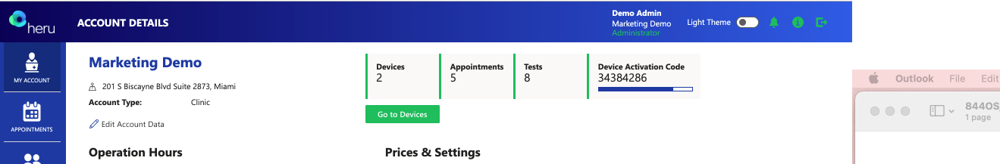 heru
ACCOUNT DETAILS
Demo Admin
Marketing Demo
Administrator
Light Theme
MY ACCOUNT
APPOINTMENTS
Marketing Demo
201 S Biscayne Blvd Suite 2873, Miami
Account Type: Clinic
Edit Account Data
Devices
2
Appointments
5
Tests
8
Device Activation Code
34384286
Go to Devices
Operation Hours
Prices & Settings
Outlook File Edit
844OS
1 page